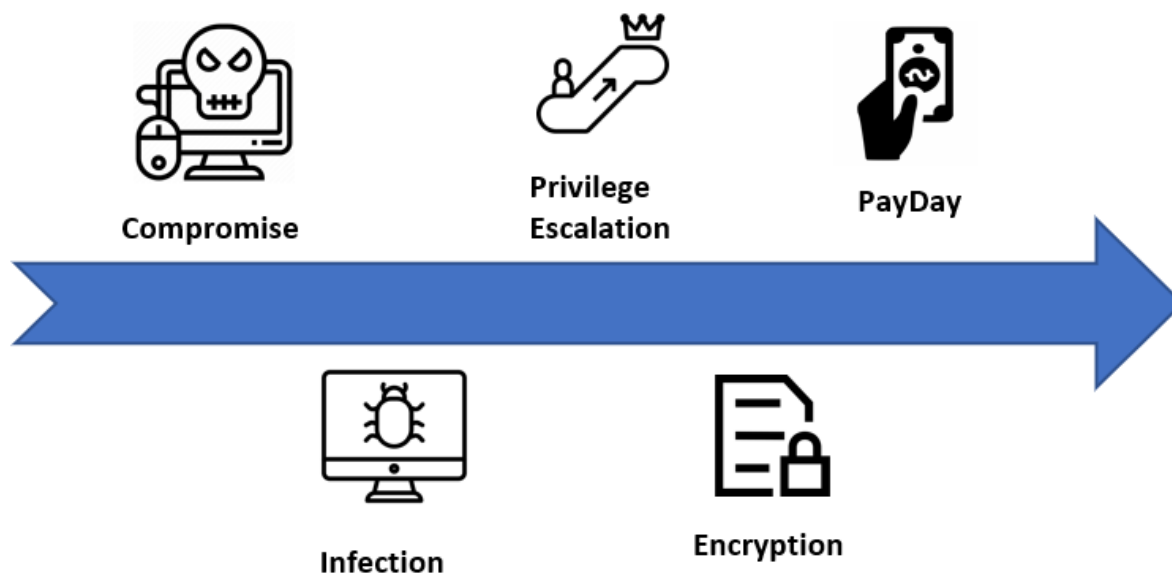 Compromise
Privilege
Escalation
PayDay
Infection
Encryption